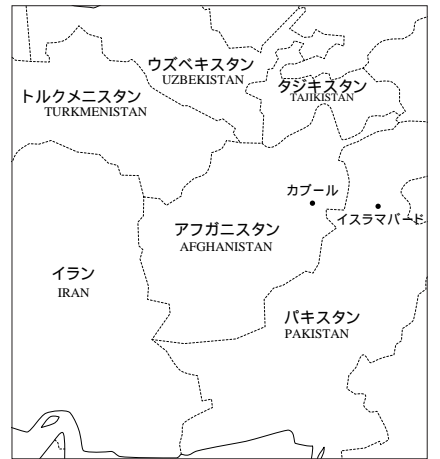 ウズベキスタン
UZBEKISTAN
タジキスタン
TAJIKISTAN
トルクメニスタン
TURKMENISTAN
カブール
イスラマバード
アフガニスタン
AFGHANISTAN
イラン
IRAN
パキスタン
PAKISTAN